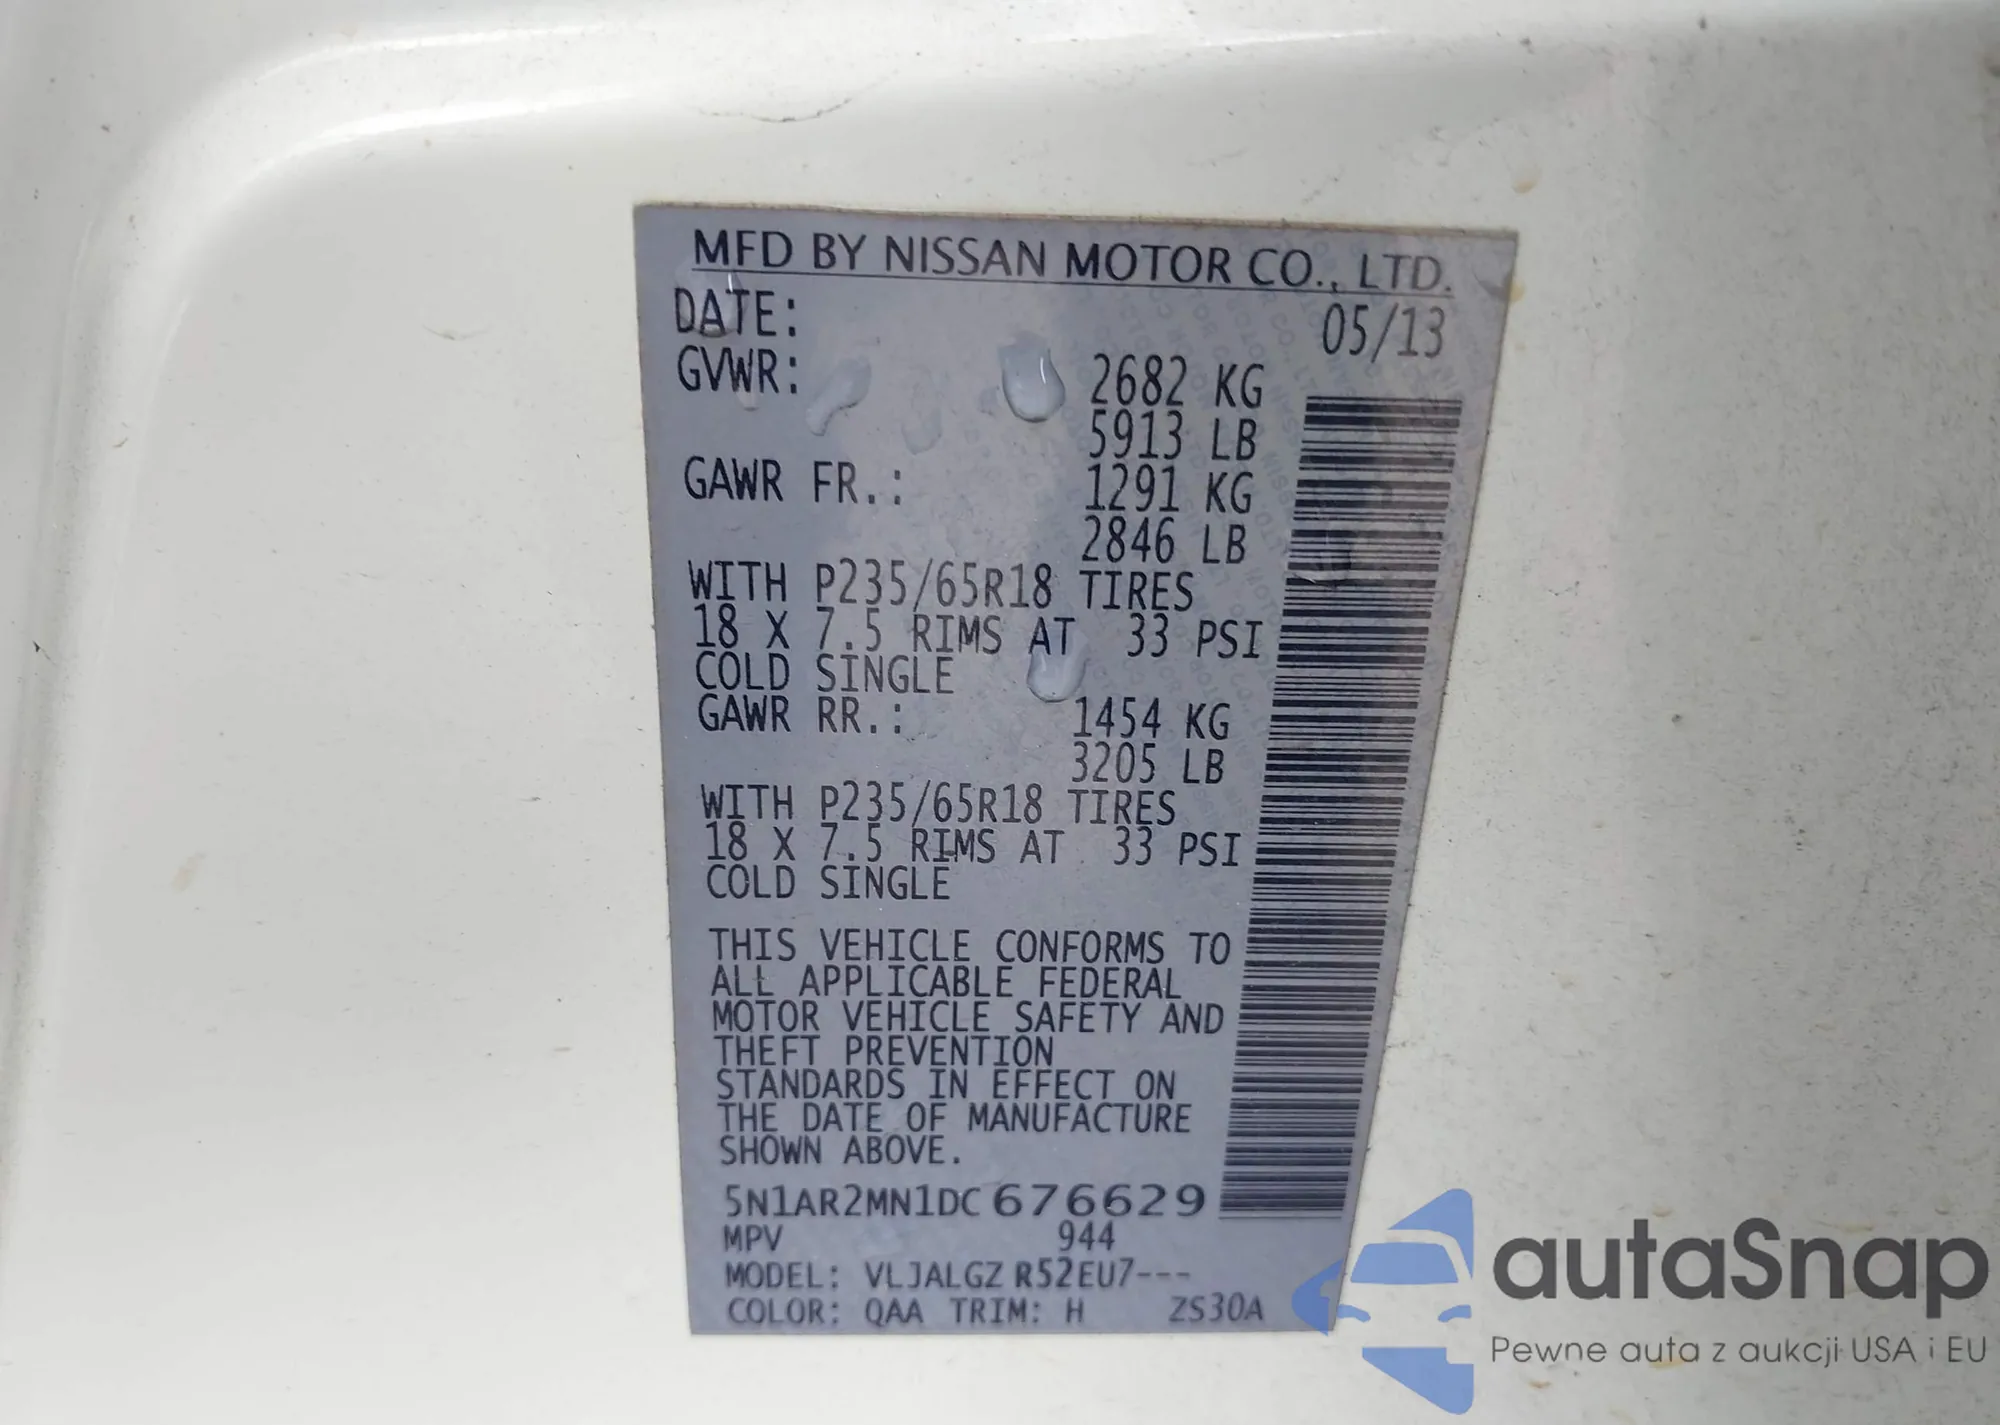 MFD BY NISSAN MOTOR CO., LTD.
DATE: 05/13
GVWR: 2682 KG
5913 LB
GAWR FR.: 1291 KG
2846 LB
WITH P235/65R18 TIRES
18 X 7.5 RIMS AT 33 PSI
COLD SINGLE
GAWR RR.: 1454 KG
3205 LB
WITH P235/65R18 TIRES
18 X 7.5 RIMS AT 33 PSI
COLD SINGLE
THIS VEHICLE CONFORMS TO
ALL APPLICABLE FEDERAL
MOTOR VEHICLE SAFETY AND
THEFT PREVENTION
STANDARDS IN EFFECT ON
THE DATE OF MANUFACTURE
SHOWN ABOVE.
5N1AR2MN1DC676629
MPV 944
MODEL: VLJALGZ R52EU7---
COLOR: QAA TRIM: H ZS30A
autaSnap
Pewne auta z aukcji USA i EU